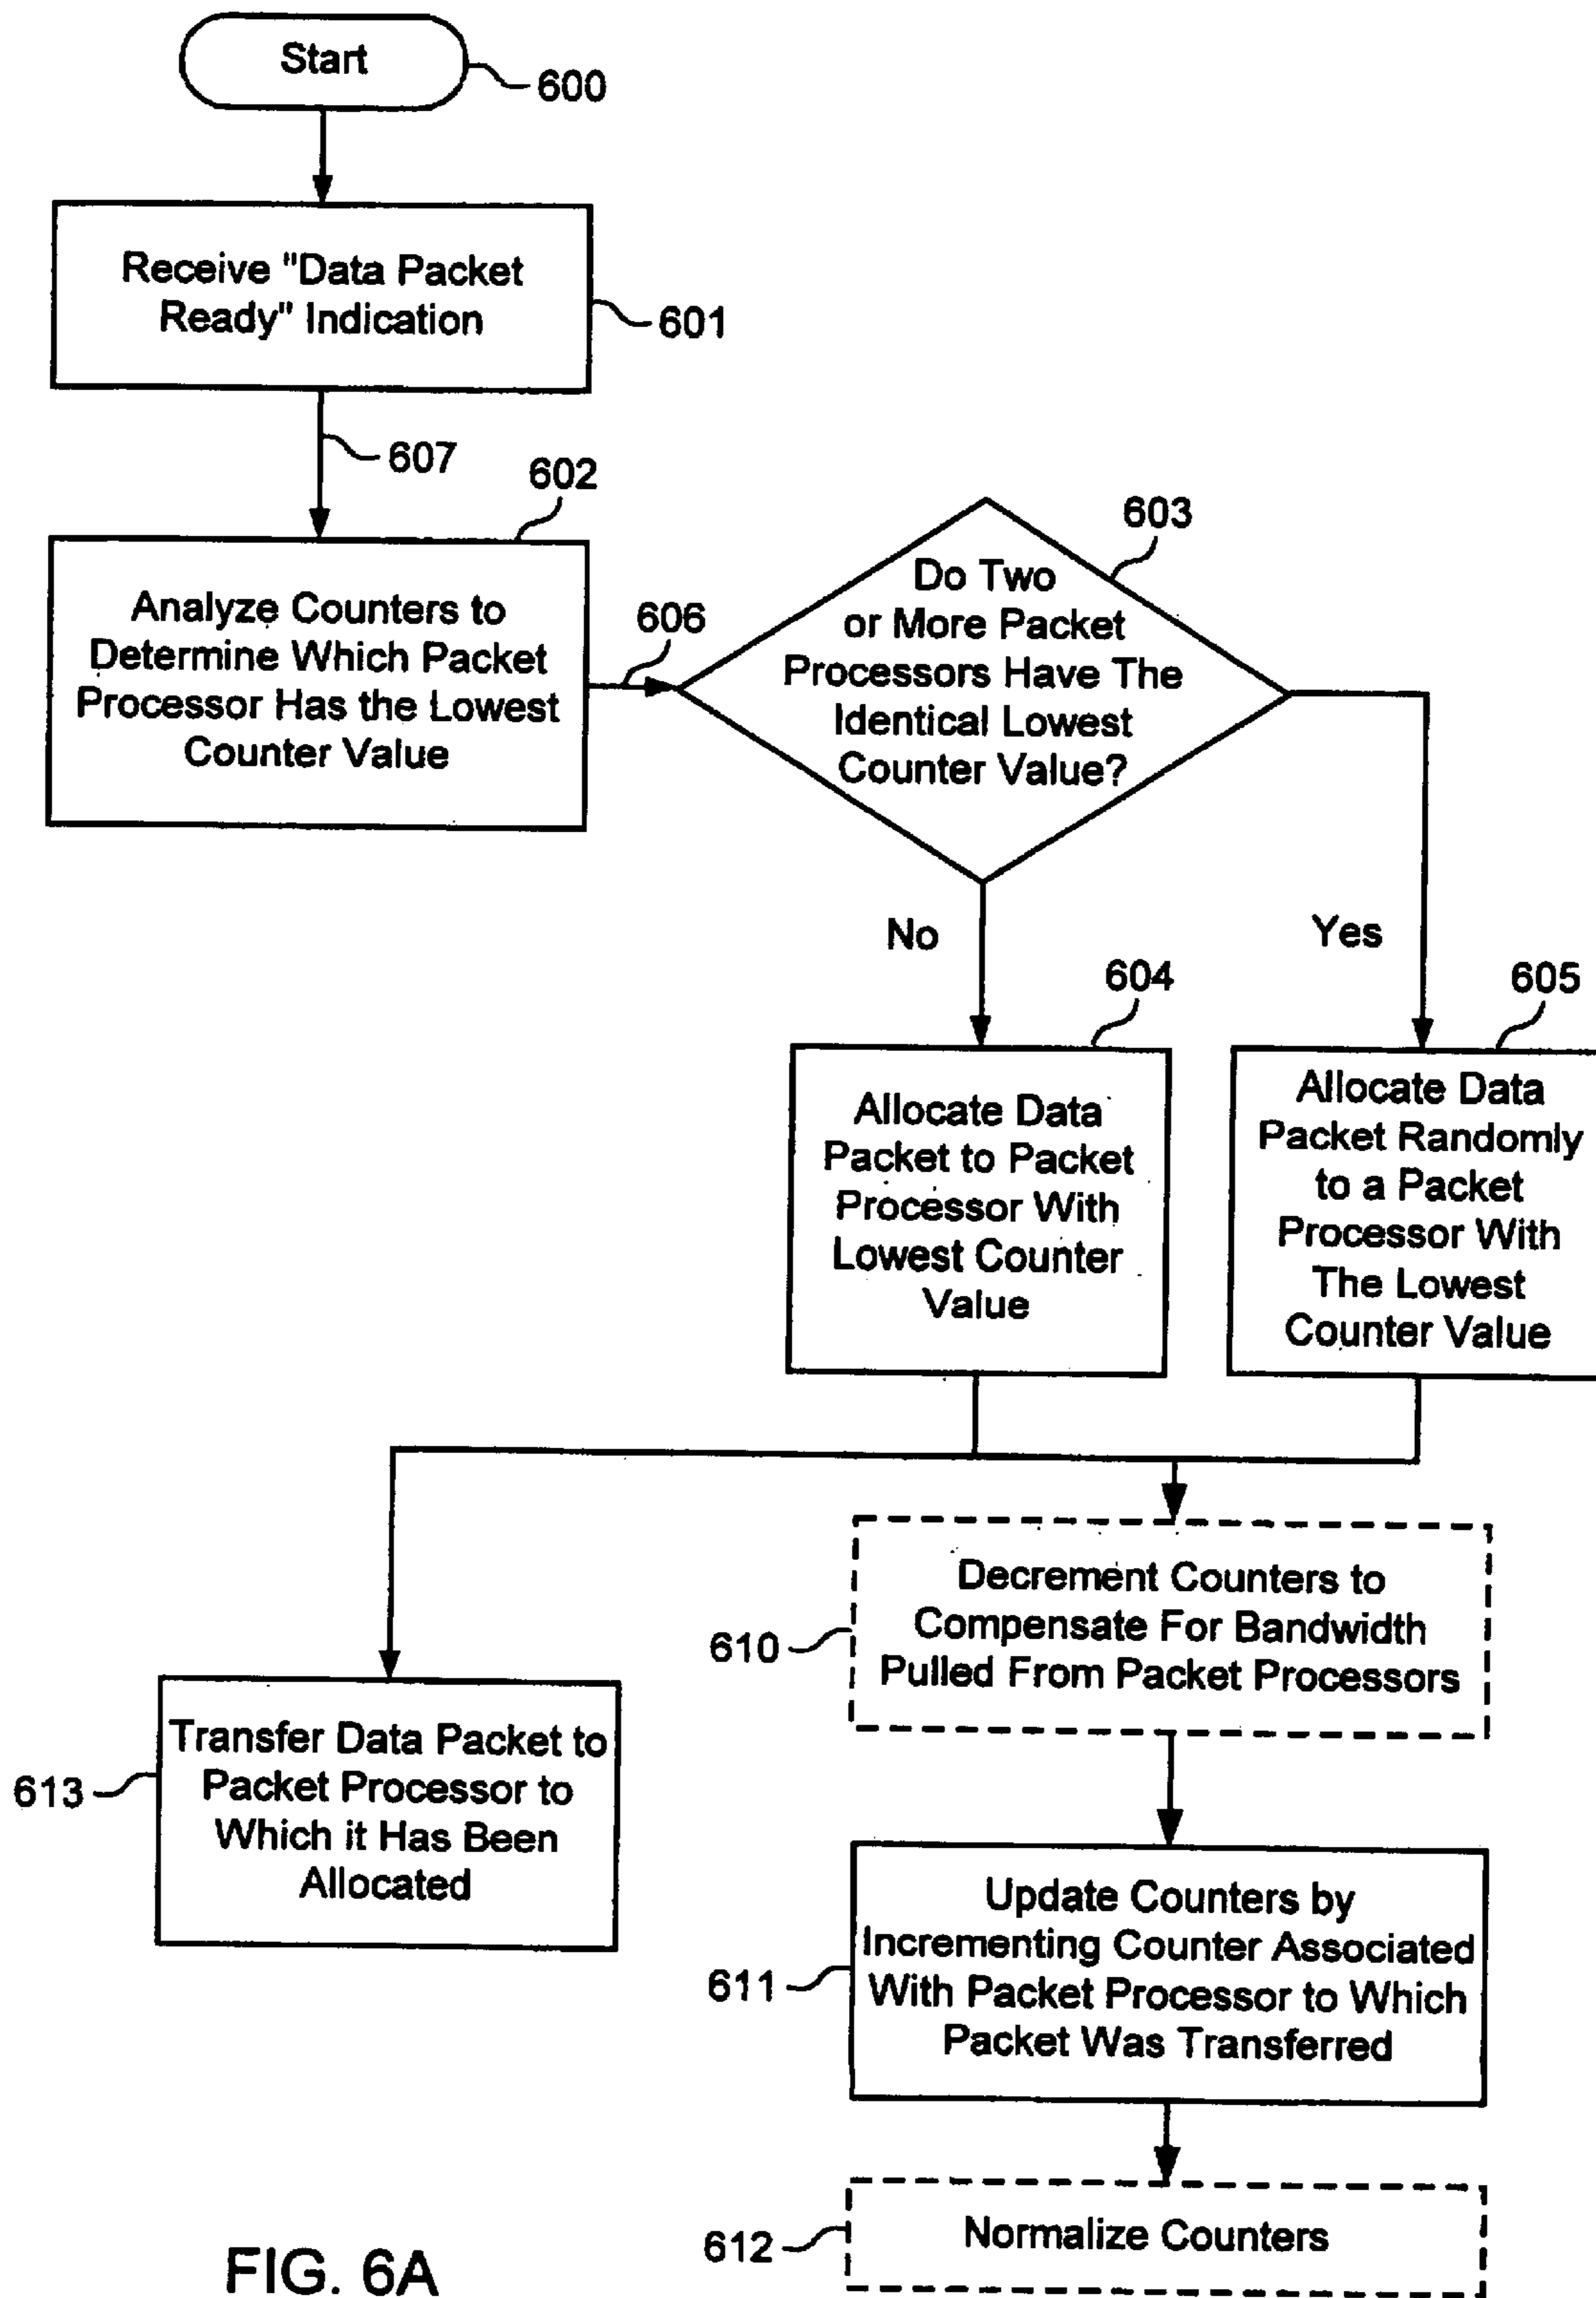 Start
600
Receive "Data Packet
Ready" Indication
601
607
602
Analyze Counters to
Determine Which Packet
Processor Has the Lowest
Counter Value
606
603
Do Two
or More Packet
Processors Have The
Identical Lowest
Counter Value?
No
Yes
604
Allocate Data
Packet to Packet
Processor With
Lowest Counter
Value
605
Allocate Data
Packet Randomly
to a Packet
Processor With
The Lowest
Counter Value
610
Decrement Counters to
Compensate For Bandwidth
Pulled From Packet Processors
613
Transfer Data Packet to
Packet Processor to
Which it Has Been
Allocated
611
Update Counters by
Incrementing Counter Associated
With Packet Processor to Which
Packet Was Transferred
612
Normalize Counters
FIG. 6A